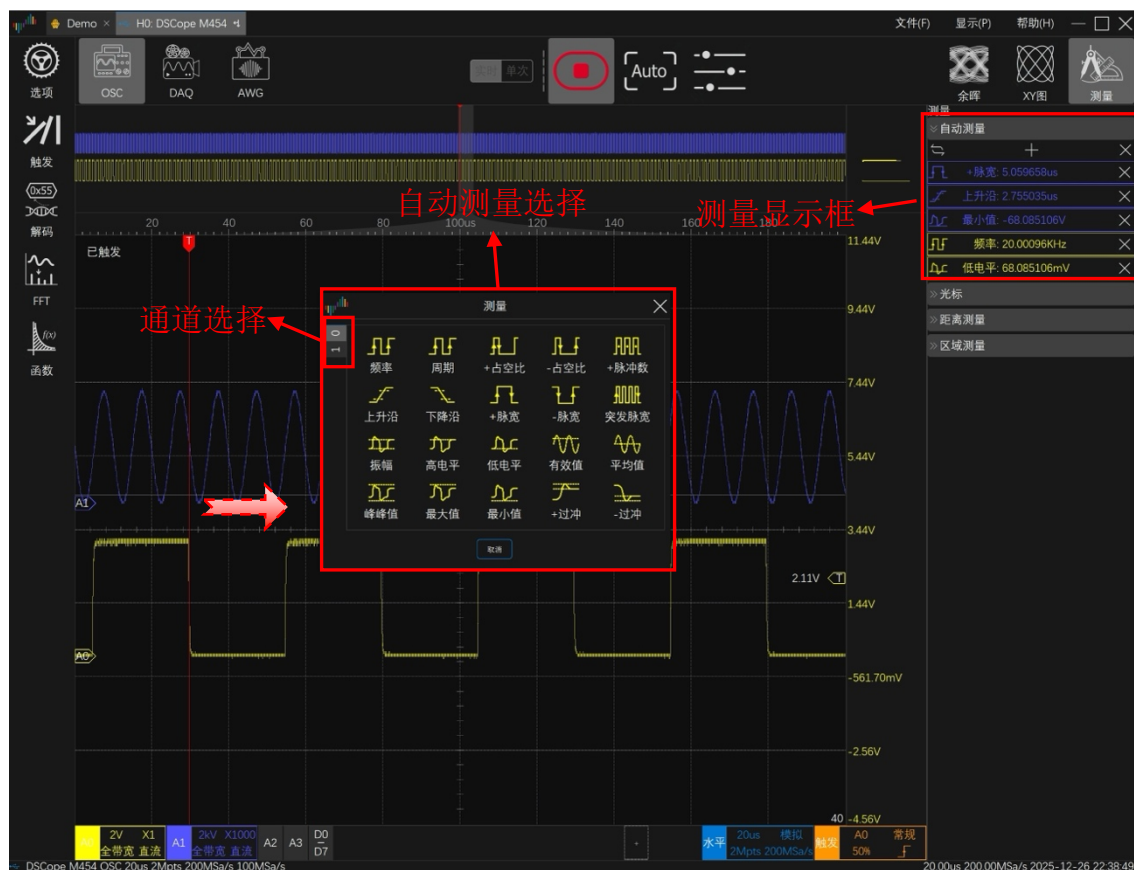 Demo × H0: DSCope M454 文件(F) 显示(P) 帮助(H)
选项 OSC DAQ AWG 单次 Auto 余晖 XY图 测量
测量
自动测量
+脉宽: 5.059658us
上升沿: 2.755035us
最小值: -68.085106V
频率: 20.00096KHz
低电平: 68.085106mV
光标
距离测量
区域测量
触发
0x55
解码
FFT
f(x)
函数
自动测量选择
测量显示框
通道选择
20 40 60 80 100us 120 140 160 180
T
已触发
11.44V
9.44V
7.44V
5.44V
3.44V
1.44V
-561.70mV
-2.56V
40 -4.56V
2.11V T
A1
A0
测量
0
1
频率 周期 +占空比 -占空比 +脉冲数
上升沿 下降沿 +脉宽 -脉宽 突发脉宽
振幅 高电平 低电平 有效值 平均值
峰峰值 最大值 最小值 +过冲 -过冲
取消
2V X1
全带宽 直流
A1
2kV X1000
全带宽 直流
A2 A3 D0
D7
水平
20us 模拟
2Mpts 200MSa/s
触发
A0 常规
50%
DSCope M454 OSC 20us 2Mpts 200MSa/s 100MSa/s 20.00us 200.00MSa/s 2025-12-26 22:38:49